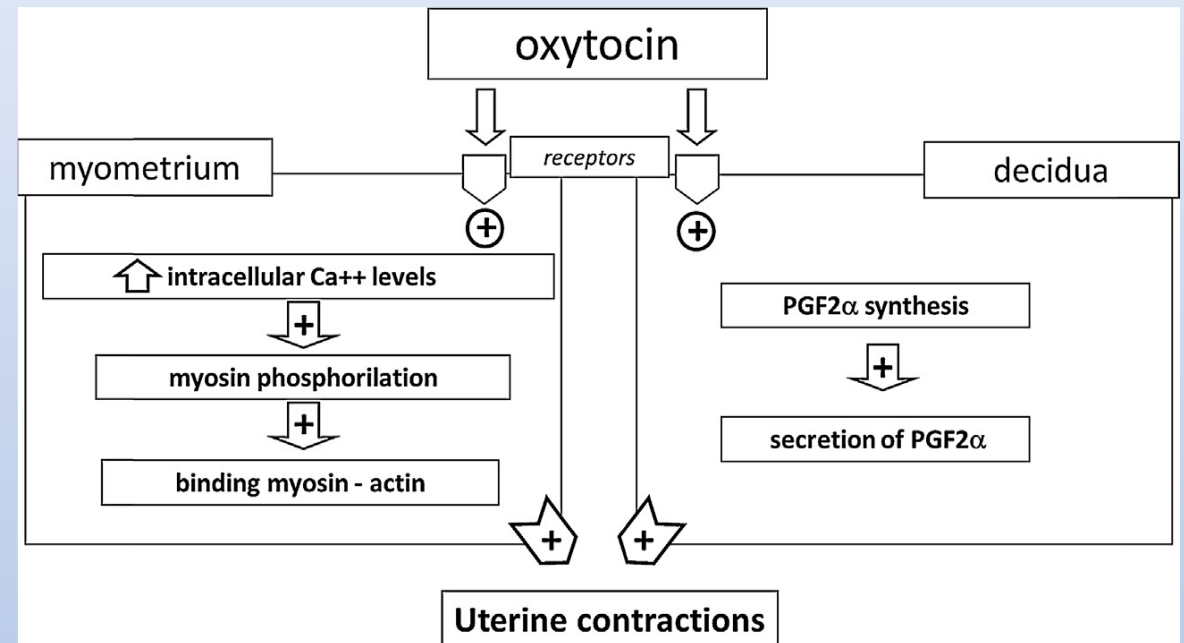 oxytocin
receptors
myometrium
decidua
+
+
intracellular Ca++ levels
+
myosin phosphorilation
+
binding myosin - actin
PGF2α synthesis
+
secretion of PGF2α
+
+
Uterine contractions